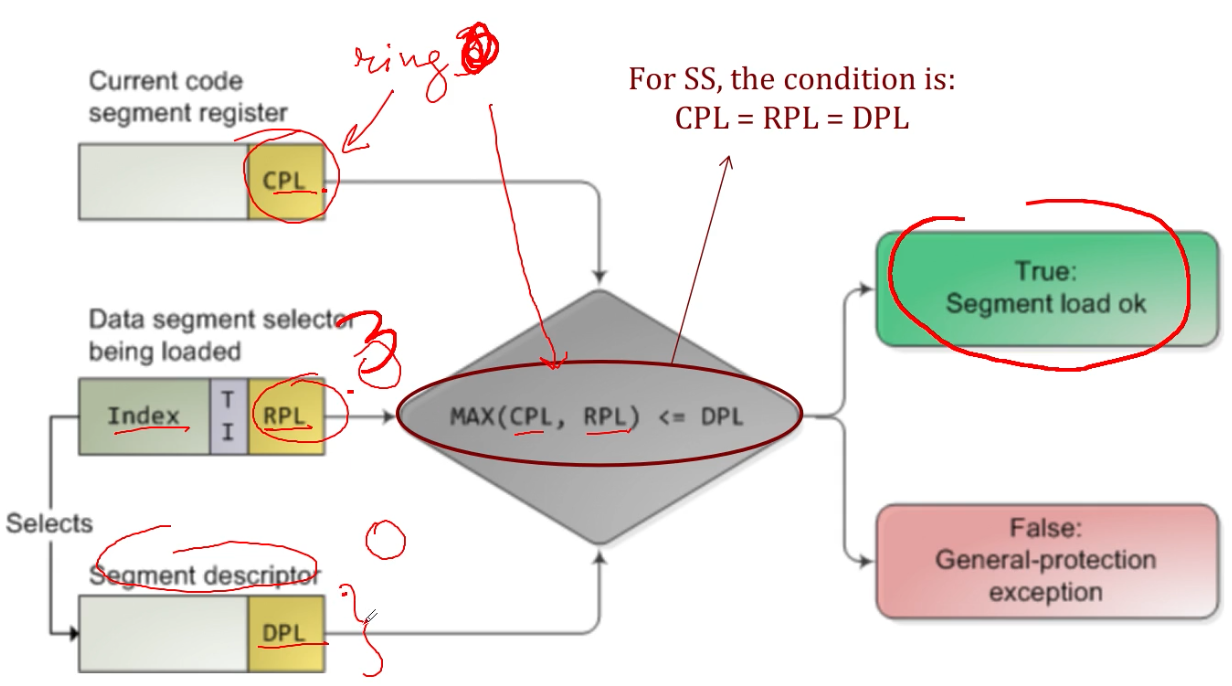 ring
For SS, the condition is:
CPL = RPL = DPL
Current code
segment register
CPL
True:
Segment load ok
Data segment selector
being loaded
3
Index
T
I
RPL
MAX(CPL, RPL) <= DPL
Selects
0
Segment descriptor
DPL
False:
General-protection
exception